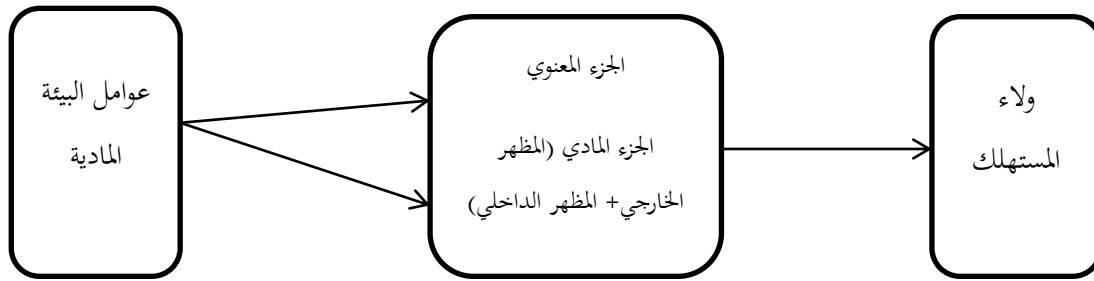 عوامل البيئة
المادية
الجزء المعنوي
الجزء المادي (المظهر
الخارجي+ المظهر الداخلي)
ولاء
المستهلك